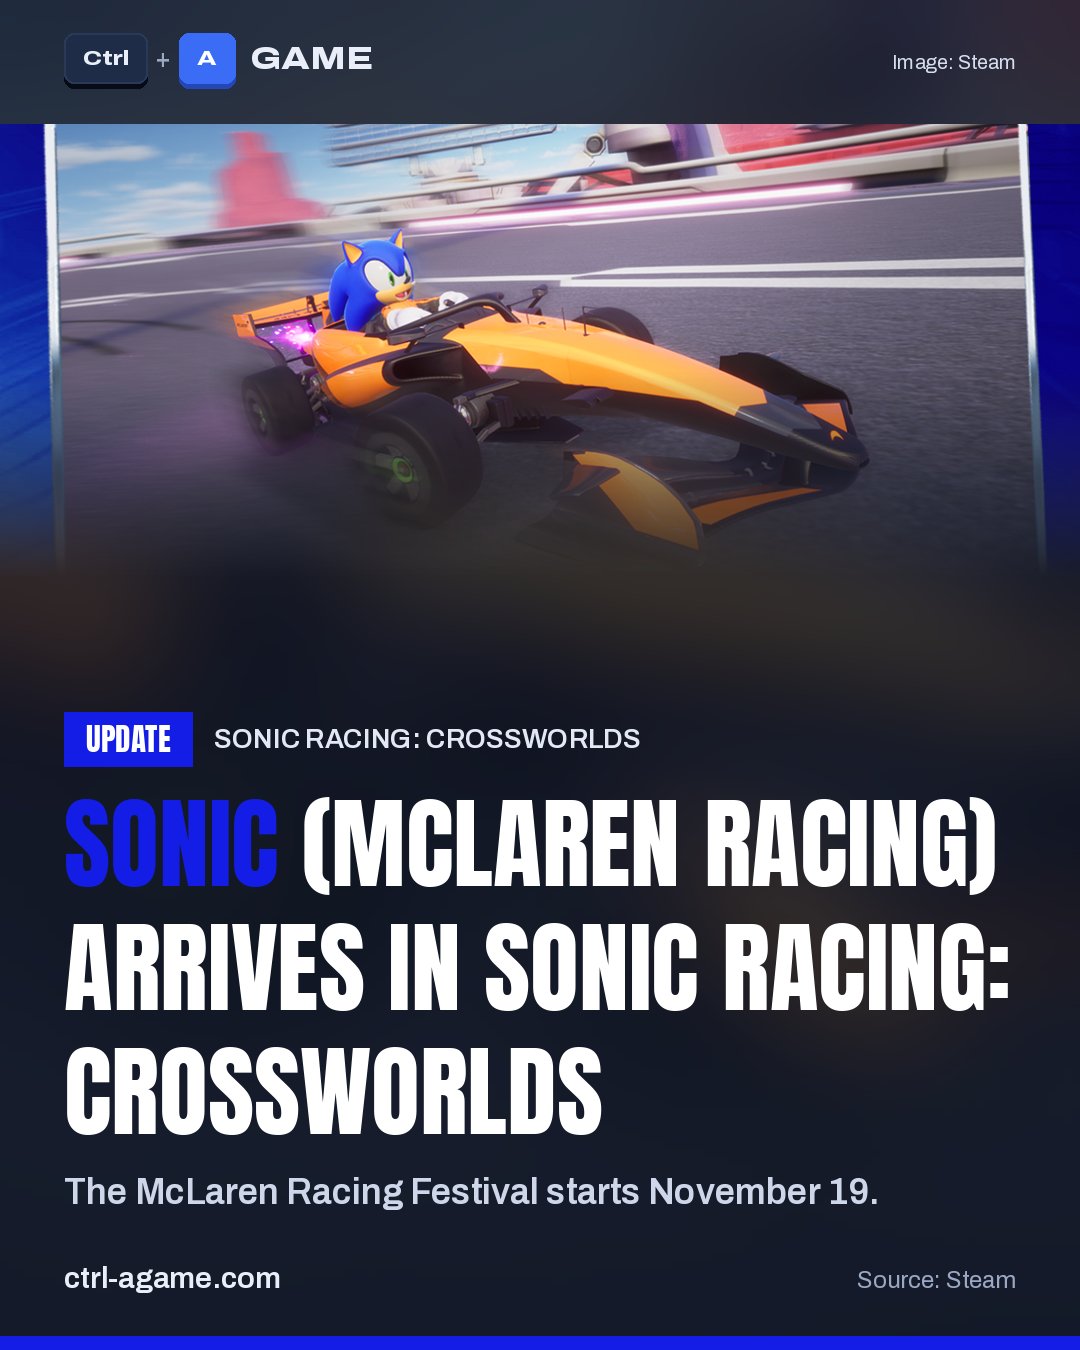 Ctrl + A GAME
Image: Steam
UPDATE SONIC RACING: CROSSWORLDS
SONIC (MCLAREN RACING)
ARRIVES IN SONIC RACING:
CROSSWORLDS
The McLaren Racing Festival starts November 19.
ctrl-agame.com
Source: Steam